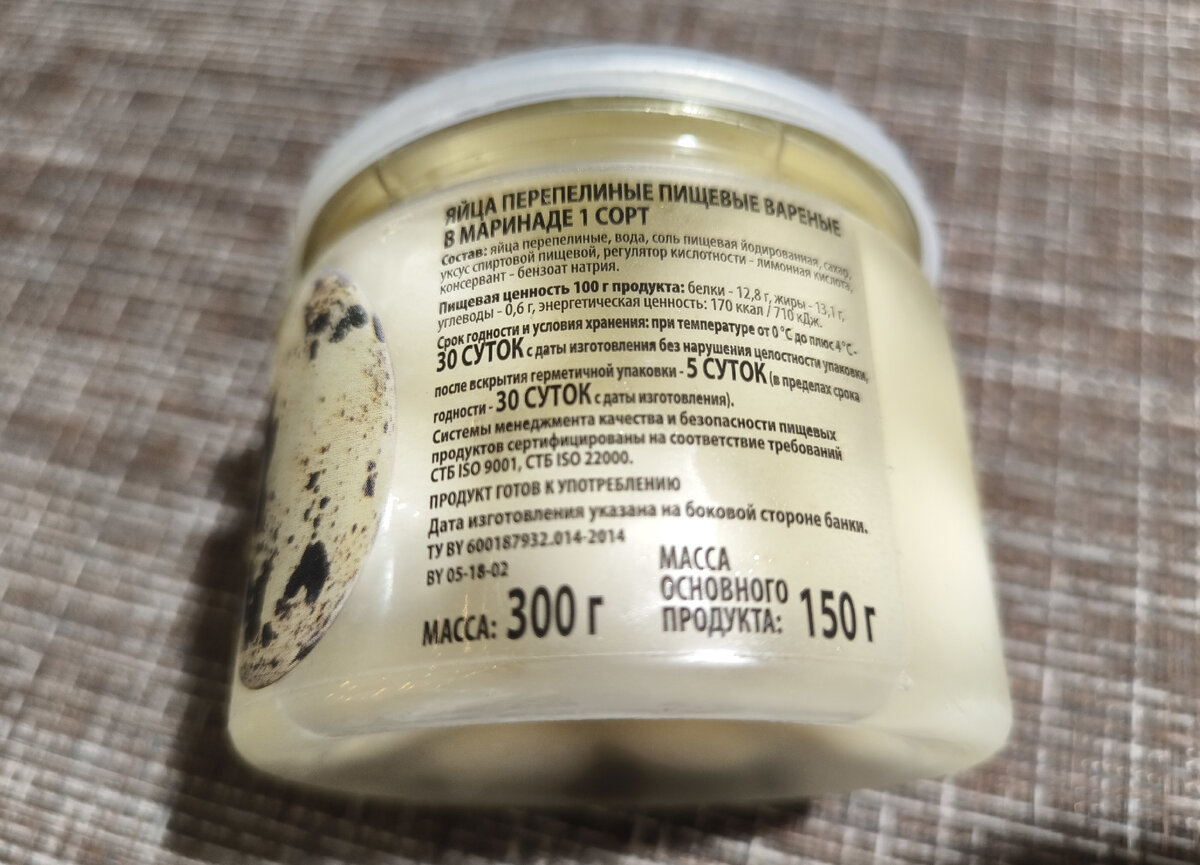 ЯЙЦА ПЕРЕПЕЛИНЫЕ ПИЩЕВЫЕ ВАРЕНЫЕ
В МАРИНАДЕ 1 СОРТ
Состав: яйца перепелиные, вода, соль пищевая йодированная, сахар,
уксус спиртовой пищевой, регулятор кислотности - лимонная кислота,
консервант - бензоат натрия.
Пищевая ценность 100 г продукта: белки - 12,8 г, жиры - 13,1 г,
углеводы - 0,6 г, энергетическая ценность: 170 ккал / 710 кДж.
Срок годности и условия хранения: при температуре от 0 °С до плюс 4 °С-
30 СУТОК с даты изготовления без нарушения целостности упаковки,
после вскрытия герметичной упаковки - 5 СУТОК (в пределах срока
годности - 30 СУТОК с даты изготовления).
Системы менеджмента качества и безопасности пищевых
продуктов сертифицированы на соответствие требований
СТБ ISO 9001, СТБ ISO 22000.
ПРОДУКТ ГОТОВ К УПОТРЕБЛЕНИЮ
Дата изготовления указана на боковой стороне банки.
ТУ BY 600187932.014-2014
BY 05-18-02
МАССА: 300 г
МАССА
ОСНОВНОГО
ПРОДУКТА: 150 г